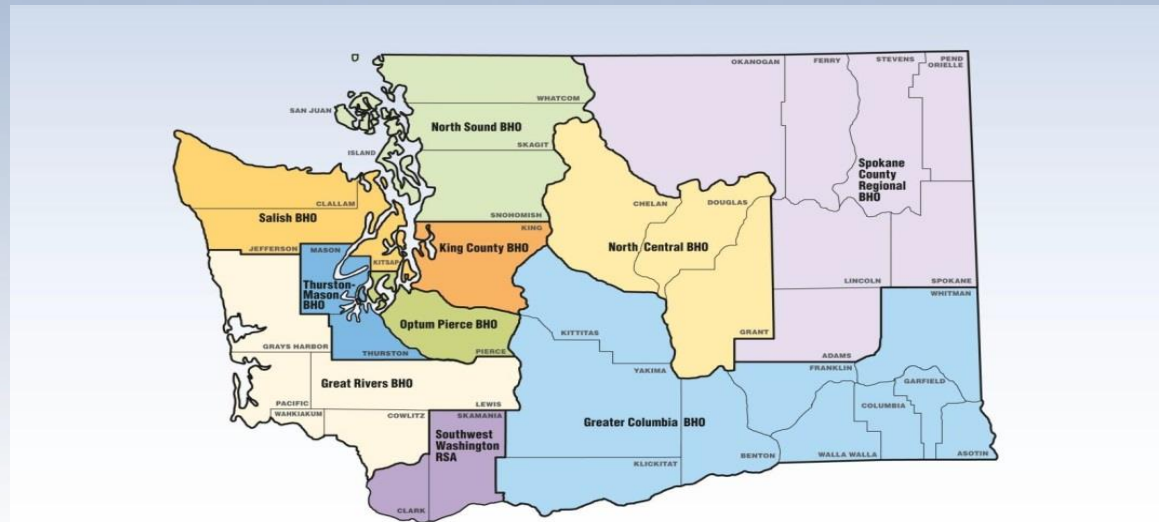 OKANOGAN
FERRY
STEVENS
PEND
ORIELLE
SAN JUAN
WHATCOM
North Sound BHO
SKAGIT
ISLAND
Spokane
County
Regional
BHO
CLALLAM
CHELAN
DOUGLAS
Salish BHO
SNOHOMISH
KING
JEFFERSON
MASON
King County BHO
North Central BHO
KITSAP
Thurston-
Mason
BHO
LINCOLN
SPOKANE
WHITMAN
Optum Pierce BHO
KITTITAS
GRANT
GRAYS HARBOR
THURSTON
PIERCE
ADAMS
YAKIMA
FRANKLIN
Great Rivers BHO
GARFIELD
PACIFIC
LEWIS
COLUMBIA
WAHKIAKUM
COWLITZ
SKAMANIA
Greater Columbia BHO
Southwest
Washington
RSA
KLICKITAT
BENTON
WALLA WALLA
ASOTIN
CLARK